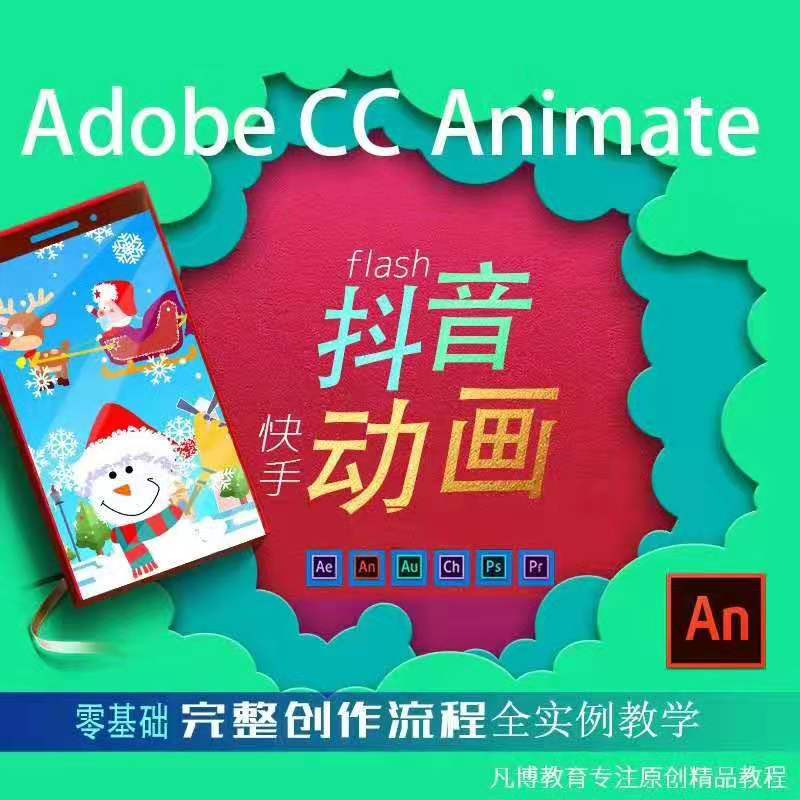 Adobe CC Animate
flash
抖音
快手
动画
Ae An Au Ch Ps Pr
An
零基础 完整创作流程全实例教学
凡博教育专注原创精品教程